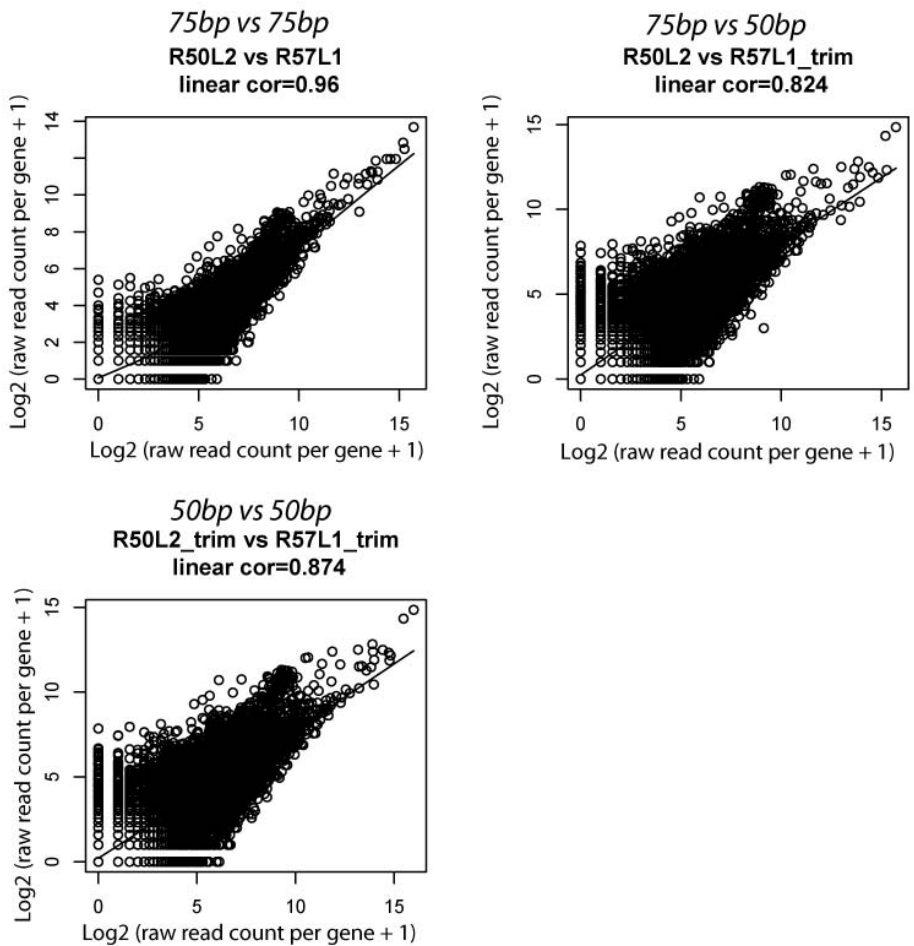 75bp vs 75bp
R50L2 vs R57L1
linear cor=0.96
Log2 (raw read count per gene + 1)
14
10
8
6
4
2
0
0
5
10
15
Log2 (raw read count per gene + 1)
75bp vs 50bp
R50L2 vs R57L1_trim
linear cor=0.824
Log2 (raw read count per gene + 1)
15
10
5
0
0
5
10
15
Log2 (raw read count per gene + 1)
50bp vs 50bp
R50L2_trim vs R57L1_trim
linear cor=0.874
Log2 (raw read count per gene + 1)
15
10
5
0
0
5
10
15
Log2 (raw read count per gene + 1)